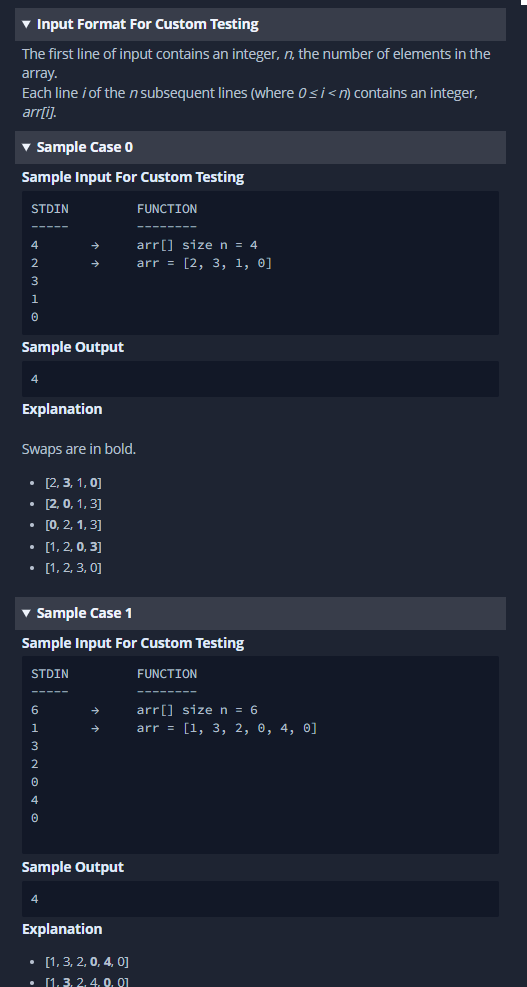 ▼ Input Format For Custom Testing
The first line of input contains an integer, n, the number of elements in the
array.
Each line i of the n subsequent lines (where 0 ≤ i < n) contains an integer,
arr[i].
▼ Sample Case 0
Sample Input For Custom Testing
STDIN FUNCTION
----- --------
4 → arr[] size n = 4
2 → arr = [2, 3, 1, 0]
3
1
0
Sample Output
4
Explanation
Swaps are in bold.
• [2, 3, 1, 0]
• [2, 0, 1, 3]
• [0, 2, 1, 3]
• [1, 2, 0, 3]
• [1, 2, 3, 0]
▼ Sample Case 1
Sample Input For Custom Testing
STDIN FUNCTION
----- --------
6 → arr[] size n = 6
1 → arr = [1, 3, 2, 0, 4, 0]
3
2
0
4
0
Sample Output
4
Explanation
• [1, 3, 2, 0, 4, 0]
• [1, 3, 2, 4, 0, 0]